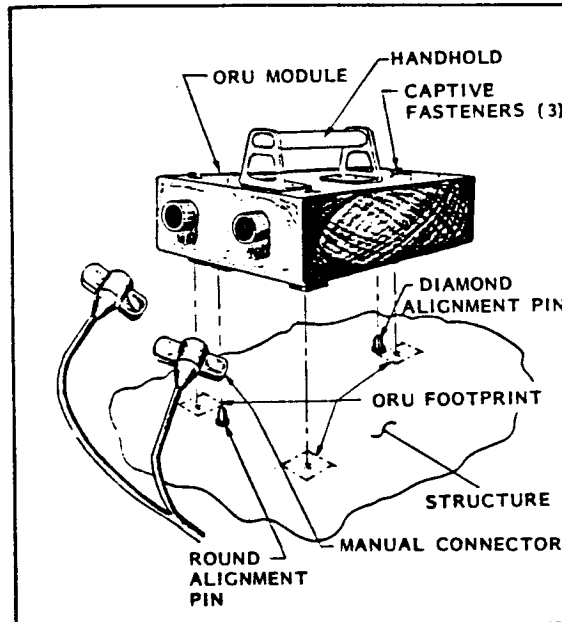 HANDHOLD
ORU MODULE
CAPTIVE
FASTENERS (3)
DIAMOND
ALIGNMENT PIN
ORU FOOTPRINT
STRUCTURE
MANUAL CONNECTOR
ROUND
ALIGNMENT
PIN